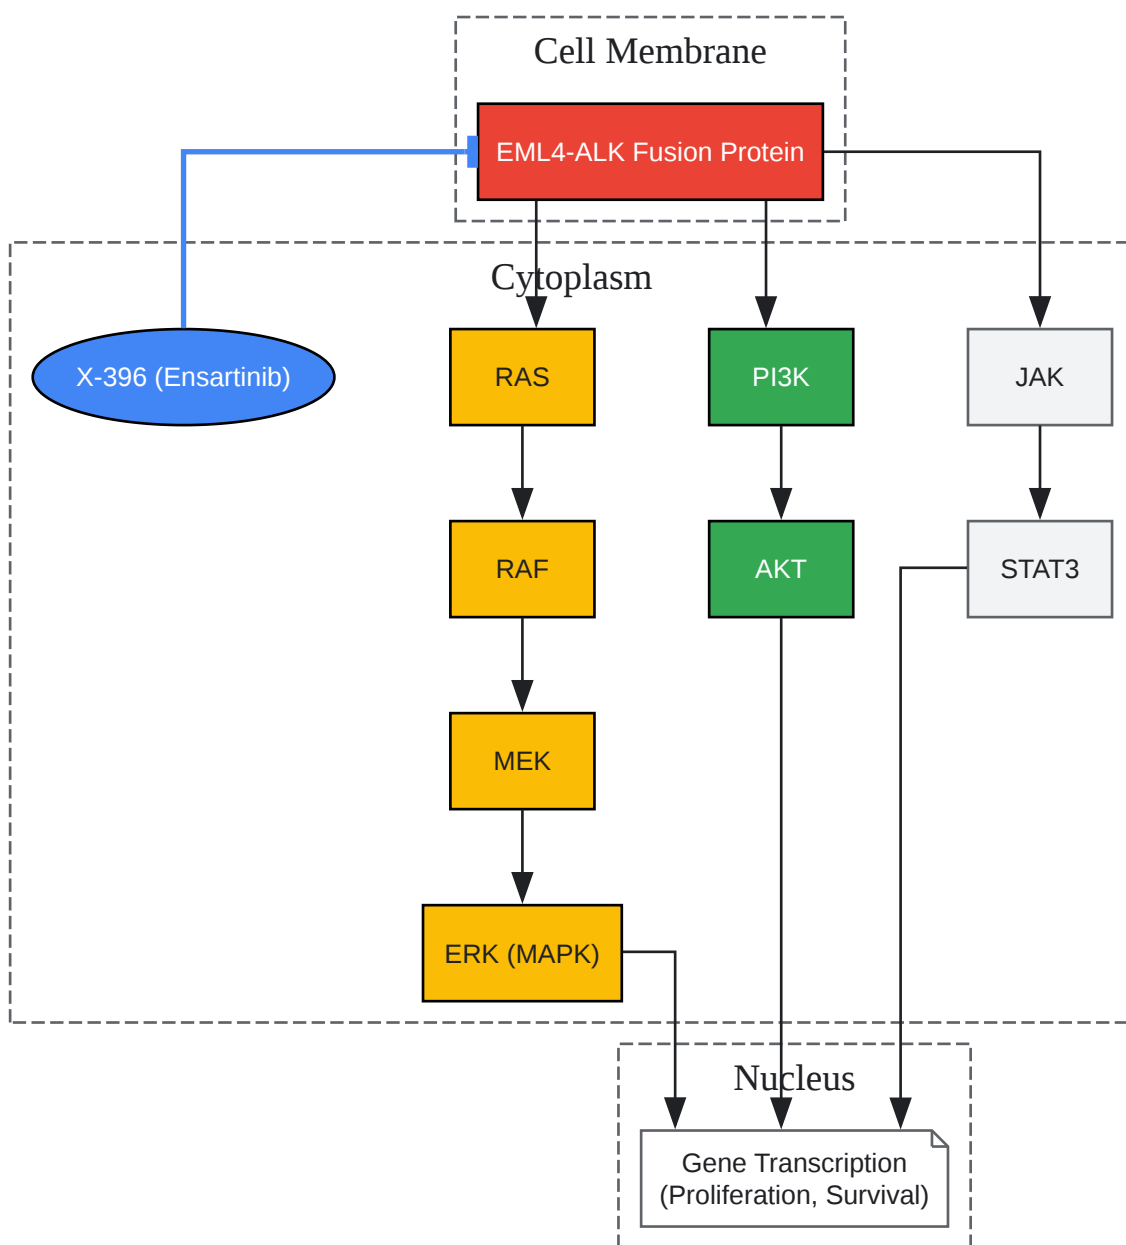 Cell Membrane
EML4-ALK Fusion Protein
Cytoplasm
X-396 (Ensartinib)
RAS
PI3K
JAK
RAF
AKT
STAT3
MEK
ERK (MAPK)
Nucleus
Gene Transcription
(Proliferation, Survival)